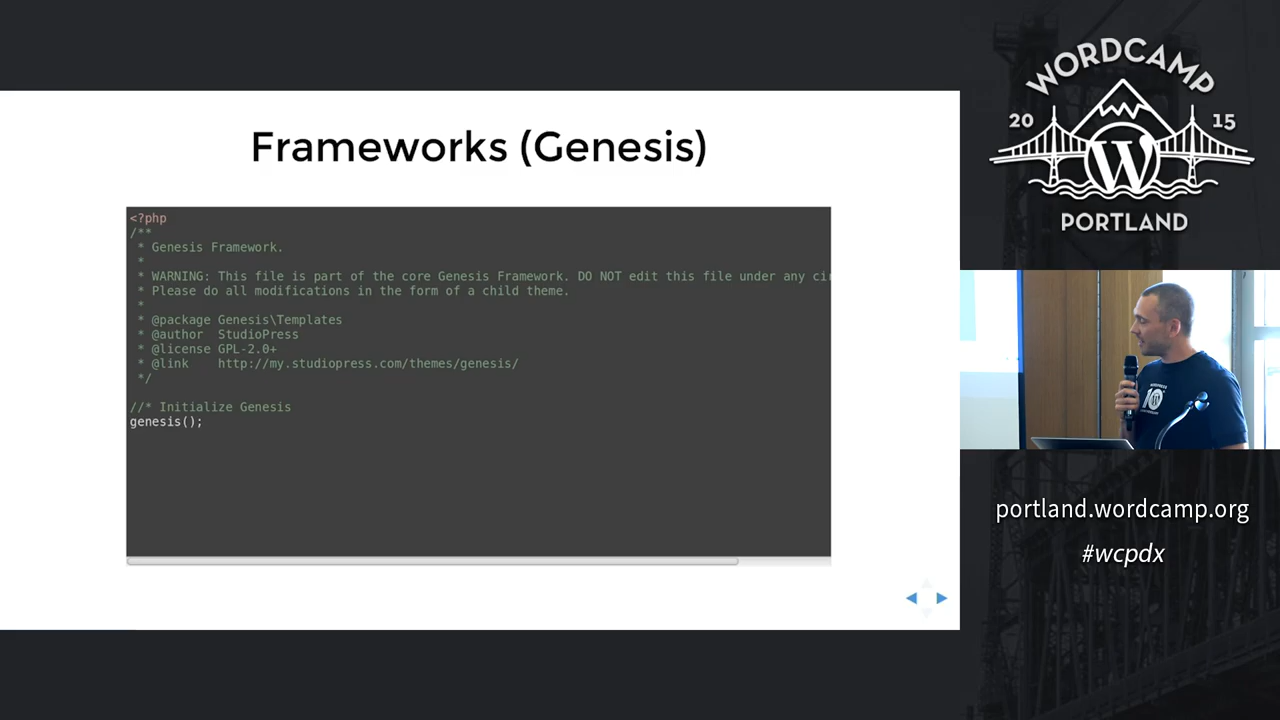 Frameworks (Genesis)
<?php
/**
 * Genesis Framework.
 *
 * WARNING: This file is part of the core Genesis Framework. DO NOT edit this file under any ci
 * Please do all modifications in the form of a child theme.
 *
 * @package Genesis\Templates
 * @author  StudioPress
 * @license GPL-2.0+
 * @link    http://my.studiopress.com/themes/genesis/
 */
//* Initialize Genesis
genesis();
WORDCAMP
20 15
W
PORTLAND
10
portland.wordcamp.org
#wcpdx